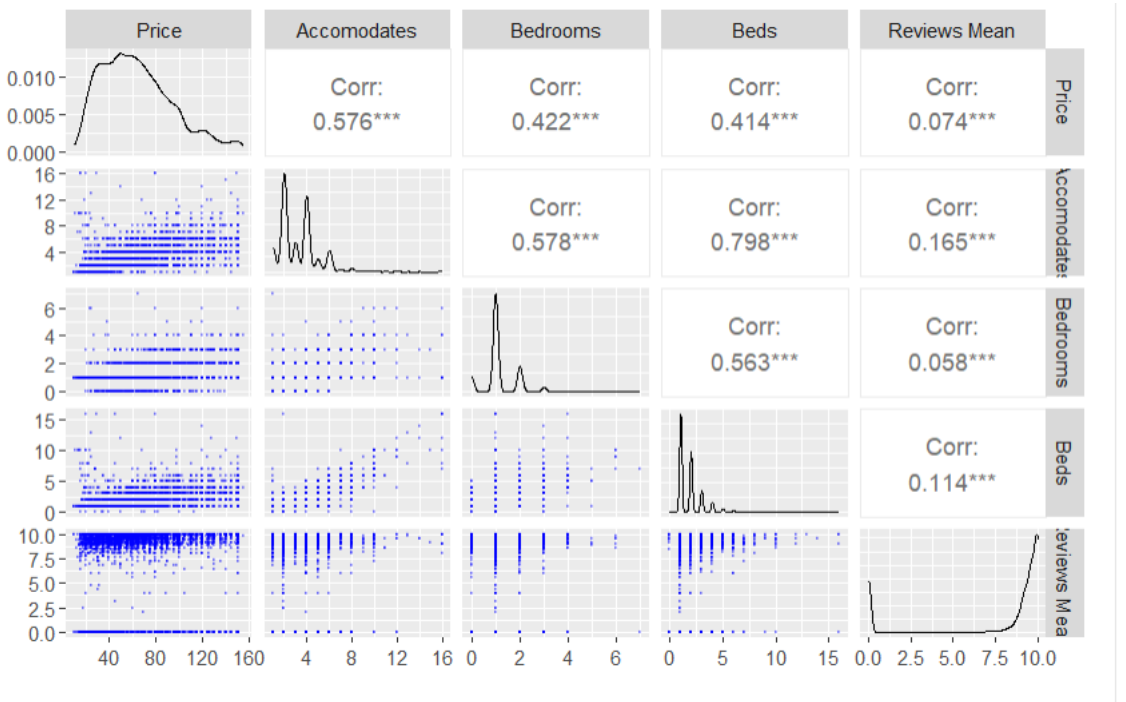 Price Accomodates Bedrooms Beds Reviews Mean
0.010
0.005
0.000
Corr:
0.576***
Corr:
0.422***
Corr:
0.414***
Corr:
0.074***
Price
16
12
8
4
Corr:
0.578***
Corr:
0.798***
Corr:
0.165***
Accomodates
6
4
2
0
Corr:
0.563***
Corr:
0.058***
Bedrooms
15
10
5
0
Corr:
0.114***
Beds
10.0
7.5
5.0
2.5
0.0
eviews Mea
40 80 120 160
4 8 12 16
0 2 4 6
0 5 10 15
0.0 2.5 5.0 7.5 10.0